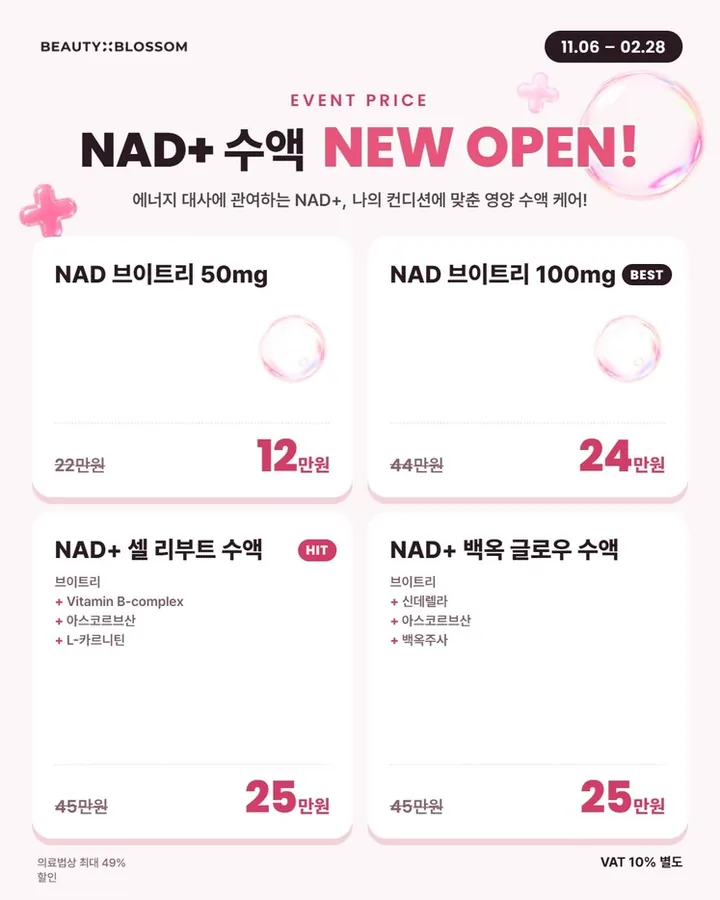 BEAUTY::BLOSSOM
11.06 – 02.28
EVENT PRICE
NAD+ 수액 NEW OPEN!
에너지 대사에 관여하는 NAD+, 나의 컨디션에 맞춘 영양 수액 케어!
NAD 브이트리 50mg
22만원
12만원
NAD 브이트리 100mg BEST
44만원
24만원
NAD+ 셀 리부트 수액 HIT
브이트리
+ Vitamin B-complex
+ 아스코르브산
+ L-카르니틴
45만원
25만원
NAD+ 백옥 글로우 수액
브이트리
+ 신데렐라
+ 아스코르브산
+ 백옥주사
45만원
25만원
의료법상 최대 49%
할인
VAT 10% 별도